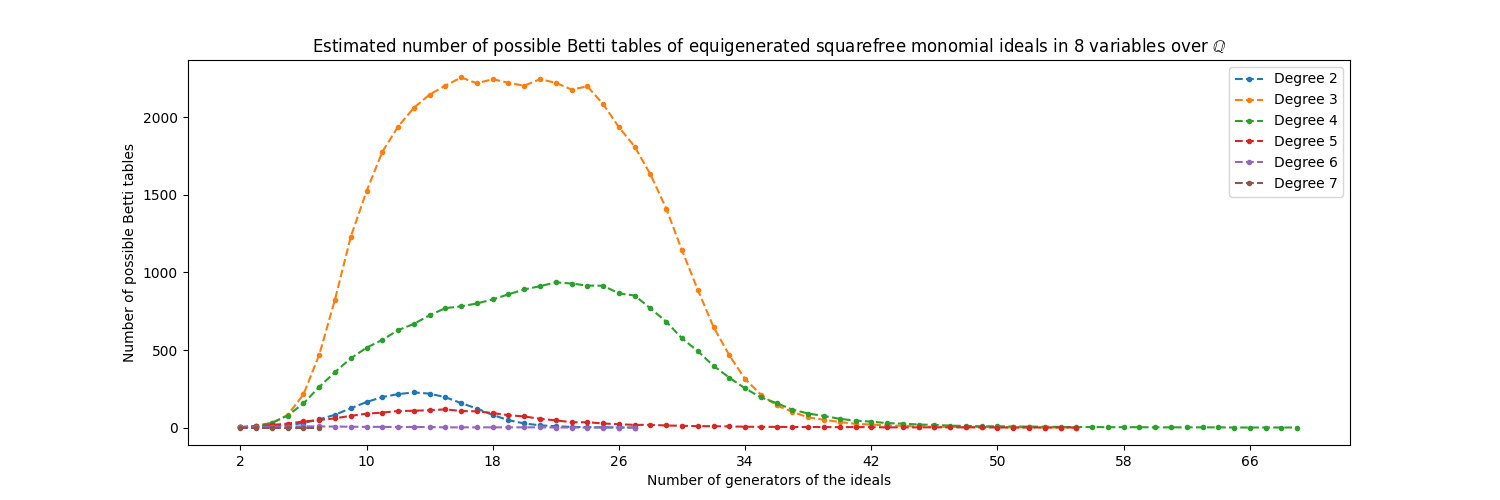 Estimated number of possible Betti tables of equigenerated squarefree monomial ideals in 8 variables over ℚ
Number of possible Betti tables
2000
1500
1000
500
0
Degree 2
Degree 3
Degree 4
Degree 5
Degree 6
Degree 7
2 10 18 26 34 42 50 58 66
Number of generators of the ideals